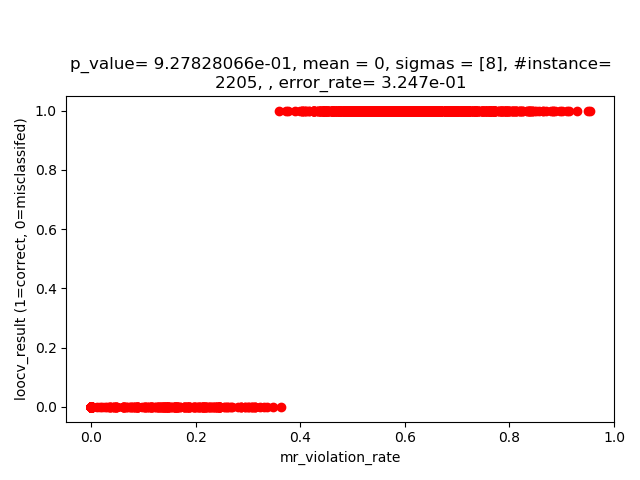 p_value= 9.27828066e-01, mean = 0, sigmas = [8], #instance=
2205, , error_rate= 3.247e-01
loocv_result (1=correct, 0=misclassifed)
1.0
0.8
0.6
0.4
0.2
0.0
0.0 0.2 0.4 0.6 0.8 1.0
mr_violation_rate